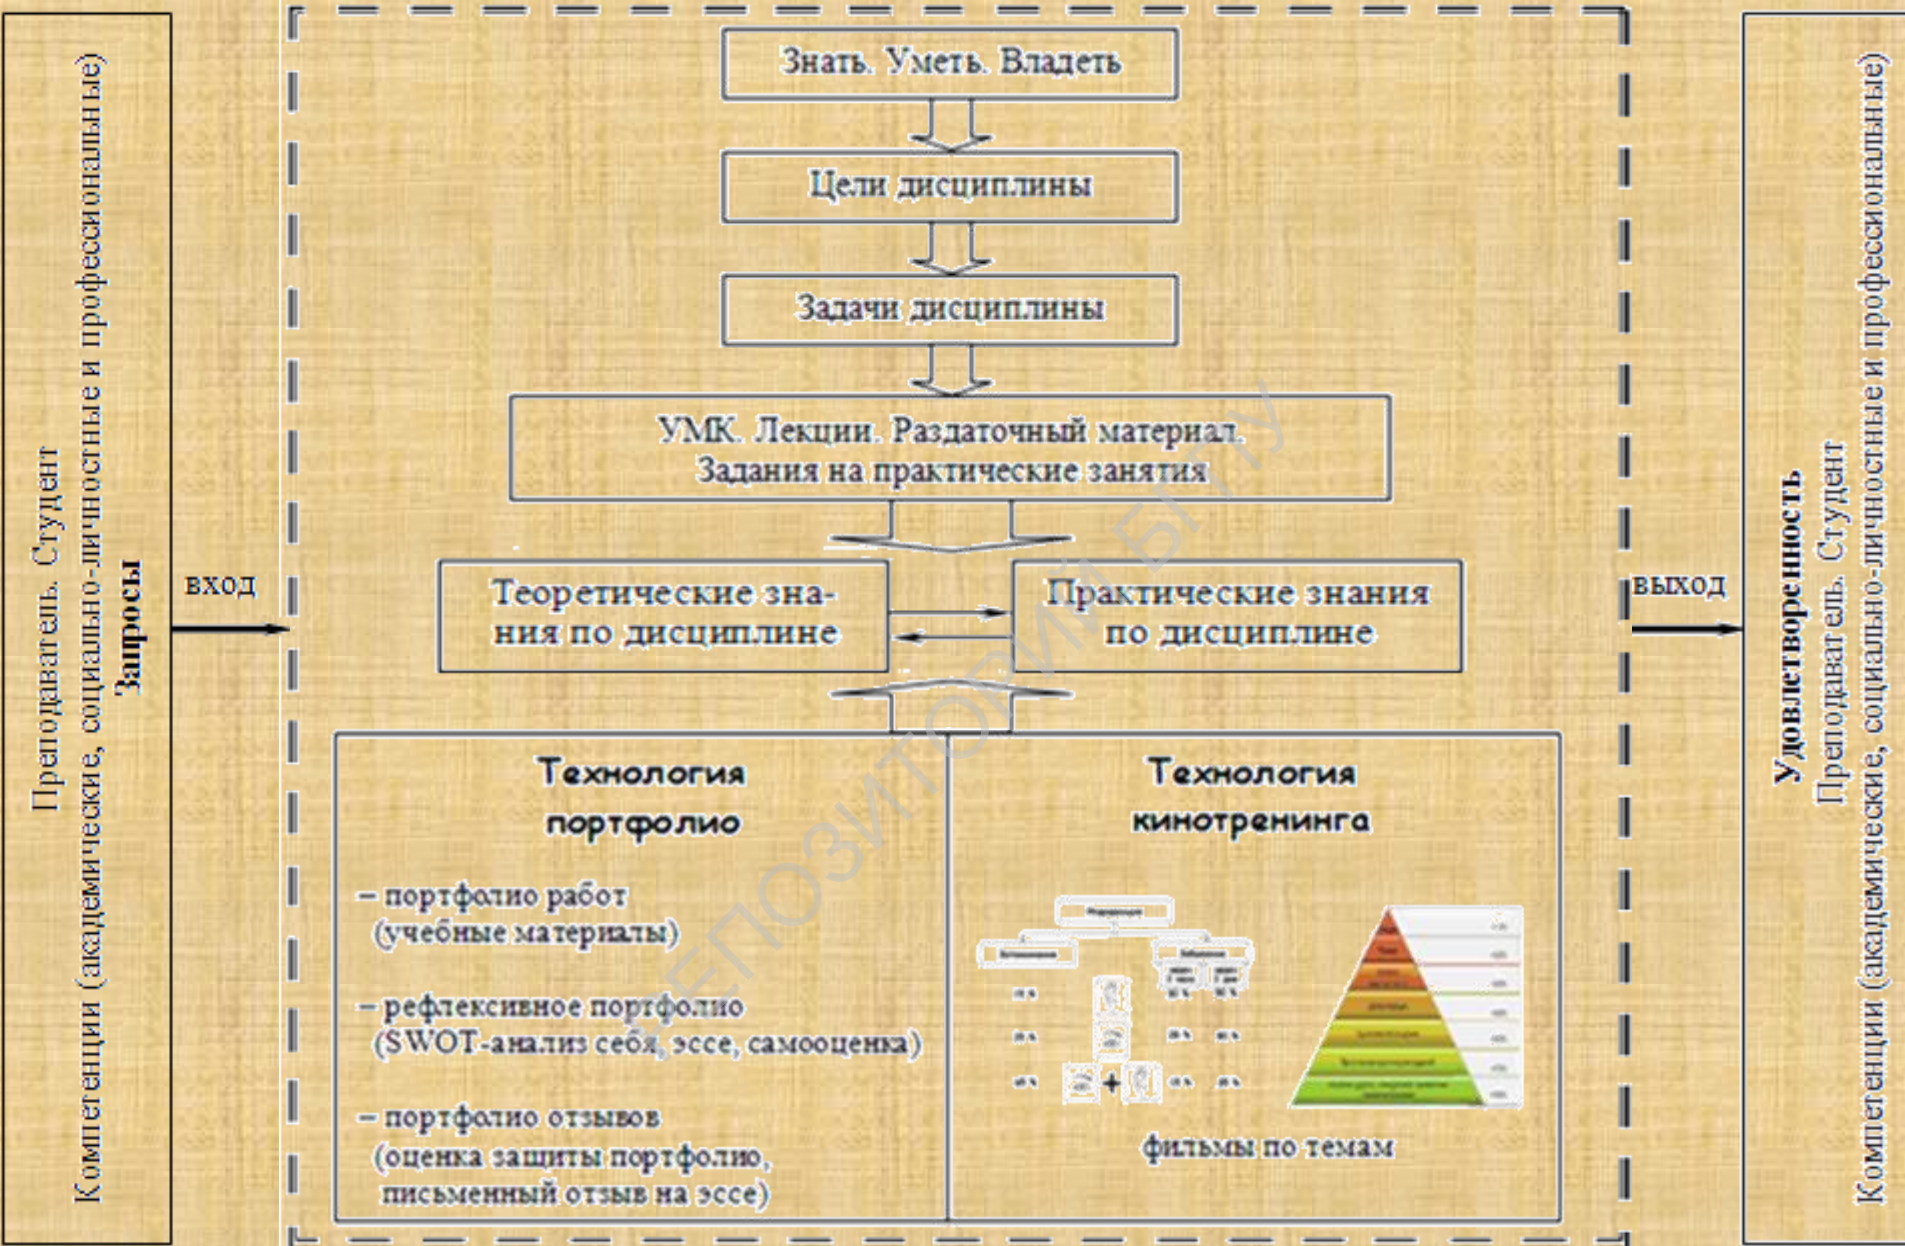 Преподаватель. Студент
Компетенции (академические, социально-личностные и профессиональные)
Запросы
вход
Знать. Уметь. Владеть
Цели дисциплины
Задачи дисциплины
УМК. Лекции. Раздаточный материал.
Задания на практические занятия
Теоретические зна-
ния по дисциплине
Практические знания
по дисциплине
Технология
портфолио
– портфолио работ
(учебные материалы)
– рефлексивное портфолио
(SWOT-анализ себя, эссе, самооценка)
– портфолио отзывов
(оценка защиты портфолио,
письменный отзыв на эссе)
Технология
кинотренинга
+
фильмы по темам
выход
Удовлетворенность
Преподаватель. Студент
Компетенции (академические, социально-личностные и профессиональные)
РЕПОЗИТОРИЙ БГПУ